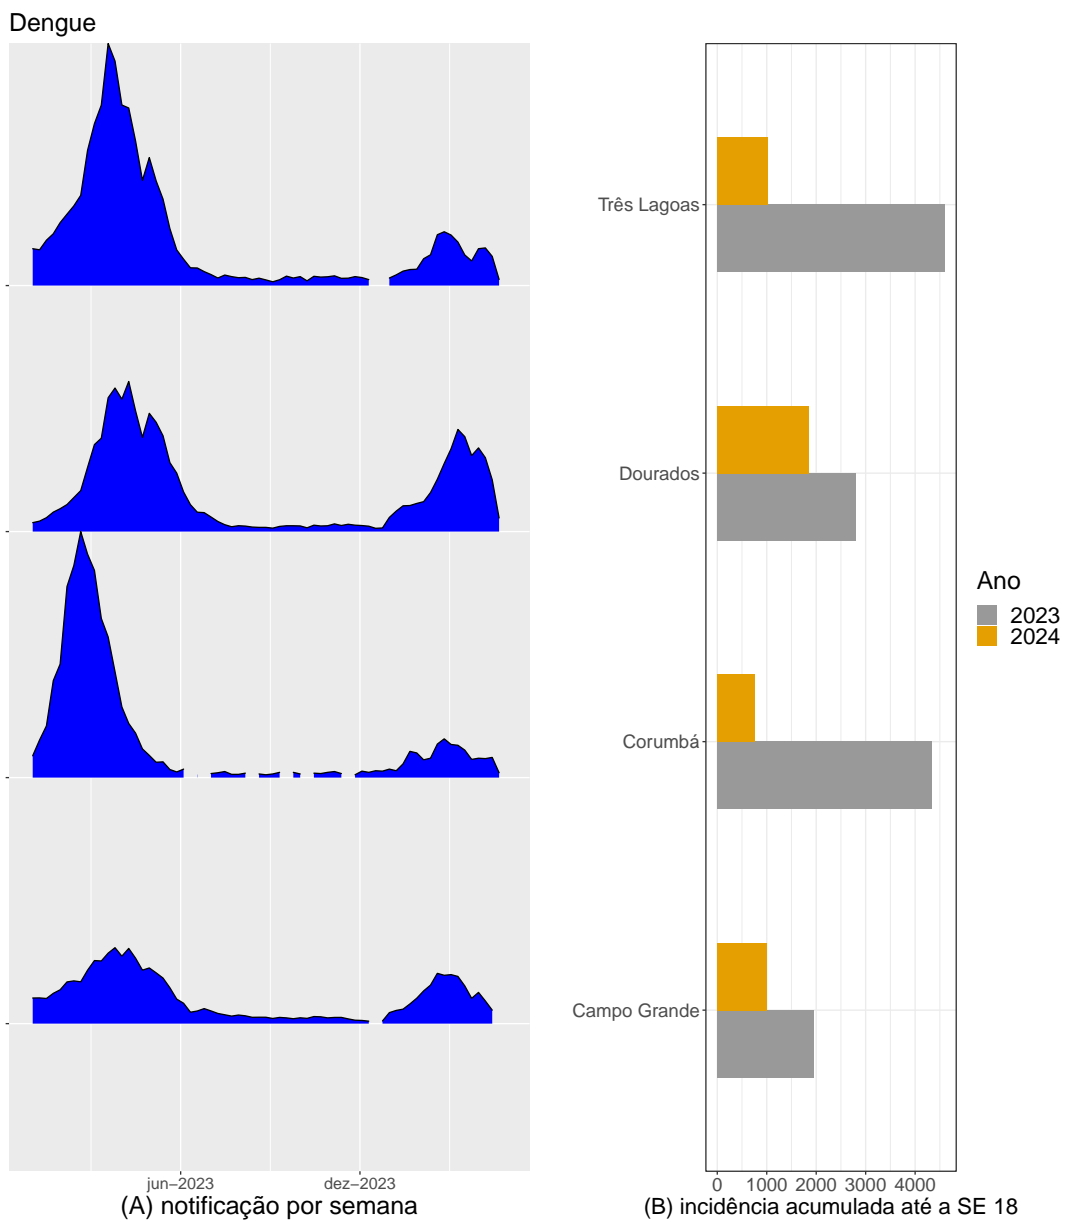 Dengue
Três Lagoas
Dourados
Corumbá
Campo Grande
jun–2023
dez–2023
(A) notificação por semana
0
1000
2000
3000
4000
(B) incidência acumulada até a SE 18
Ano
2023
2024